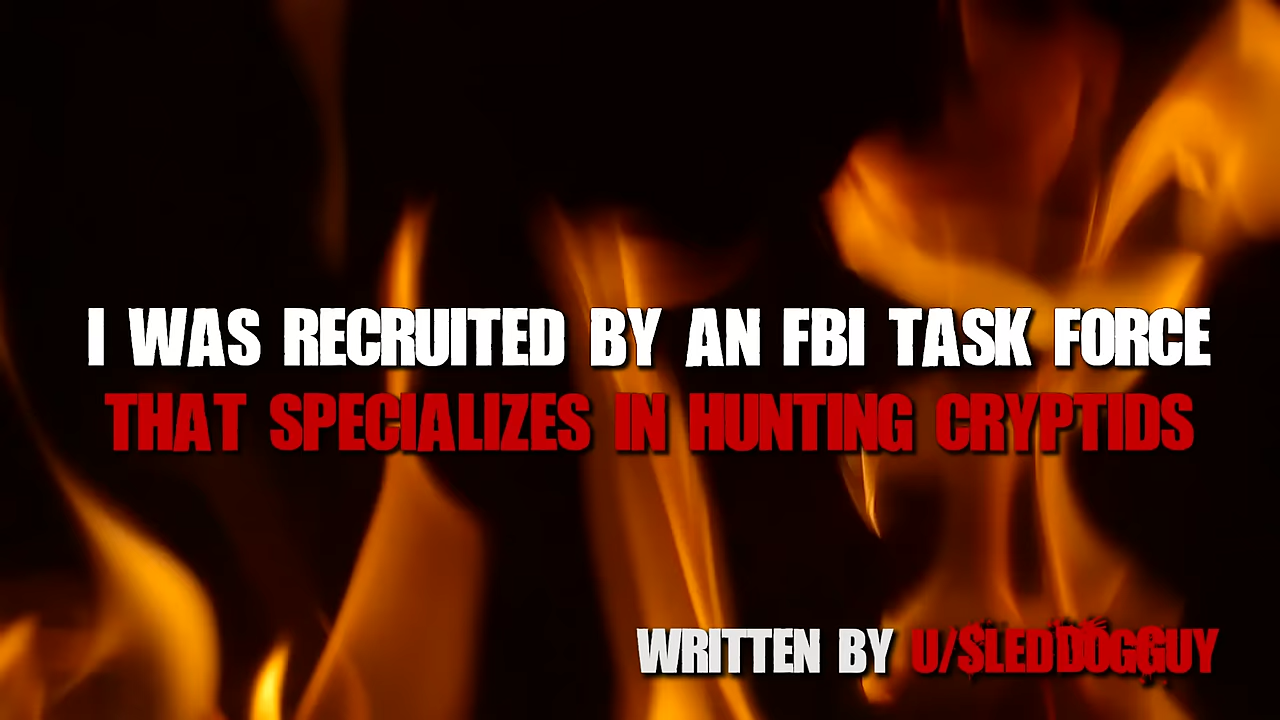 I WAS RECRUITED BY AN FBI TASK FORCE
THAT SPECIALIZES IN HUNTING CRYPTIDS
WRITTEN BY U/SLEDDOGGUY